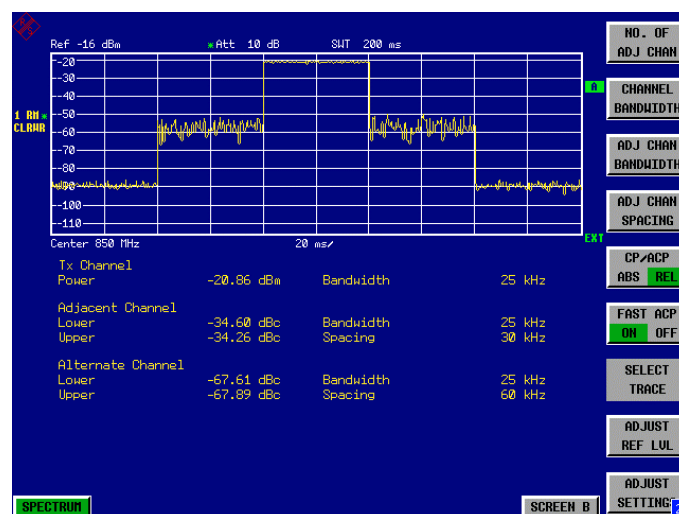 Ref -16 dBm *Att 10 dB SWT 200 ms
-20
-30
-40
-50
-60
-70
-80
-90
-100
-110
1 RM *
CLRWR
A
EXT
Center 850 MHz 20 ms/
Tx Channel
Power -20.86 dBm Bandwidth 25 kHz
Adjacent Channel
Lower -34.60 dBc Bandwidth 25 kHz
Upper -34.26 dBc Spacing 30 kHz
Alternate Channel
Lower -67.61 dBc Bandwidth 25 kHz
Upper -67.89 dBc Spacing 60 kHz
SPECTRUM
SCREEN B
NO. OF
ADJ CHAN
CHANNEL
BANDWIDTH
ADJ CHAN
BANDWIDTH
ADJ CHAN
SPACING
CP/ACP
ABS REL
FAST ACP
ON OFF
SELECT
TRACE
ADJUST
REF LVL
ADJUST
SETTINGS
2